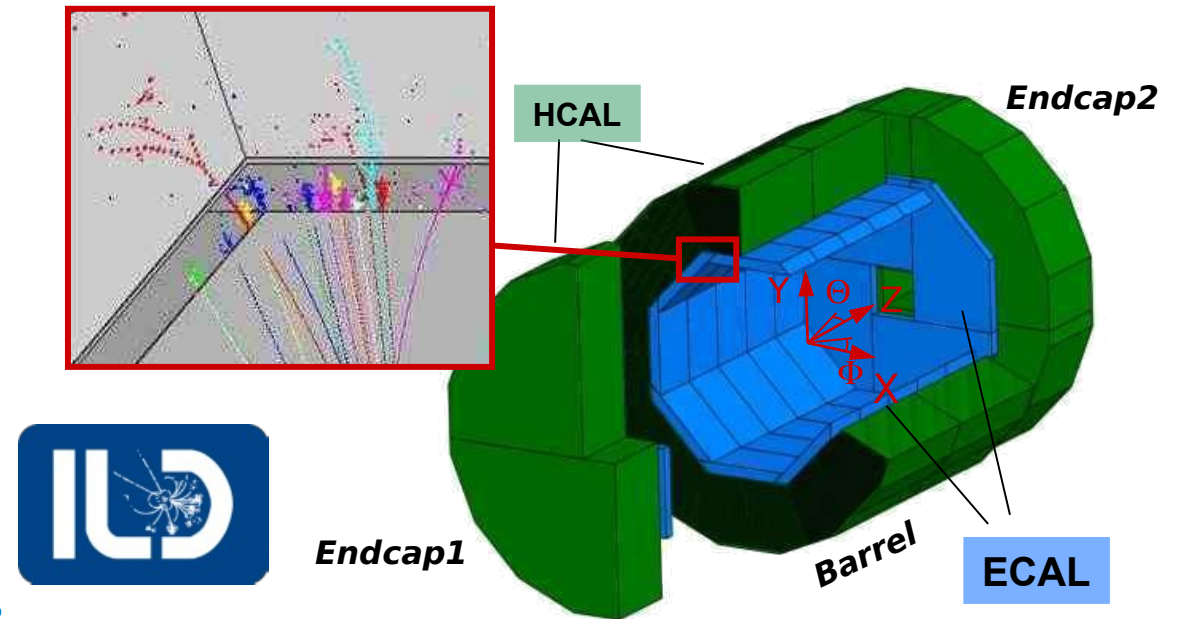 HCAL
Endcap2
Y
Θ
Z
Φ
X
ILD
Endcap1
Barrel
ECAL